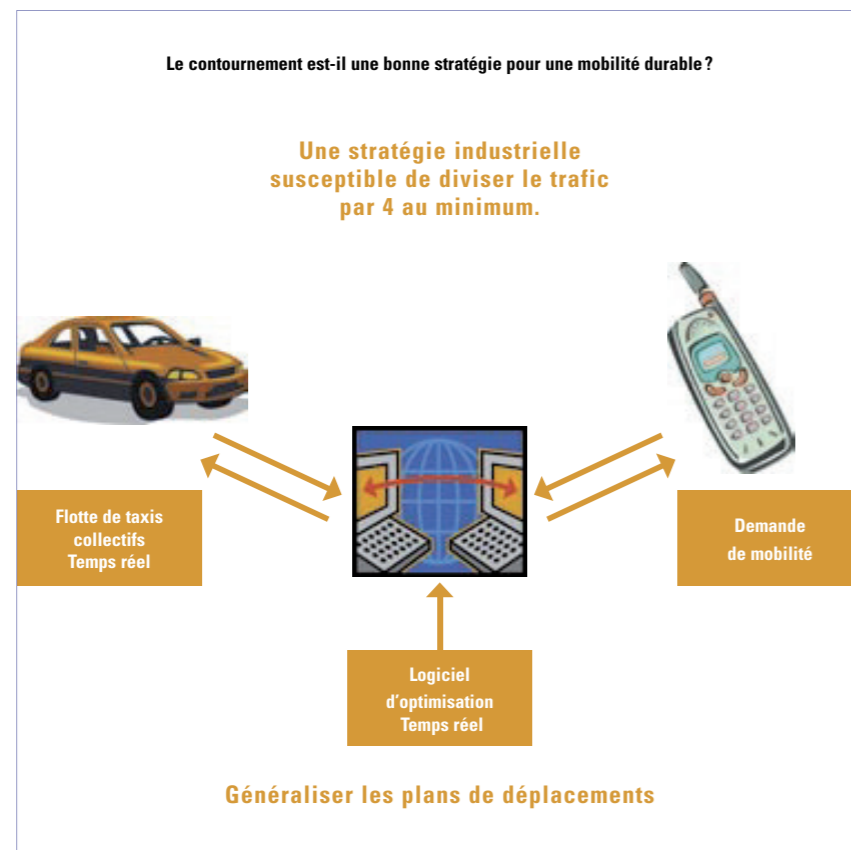 Le contournement est-il une bonne stratégie pour une mobilité durable ?
Une stratégie industrielle
susceptible de diviser le trafic
par 4 au minimum.
Flotte de taxis
collectifs
Temps réel
Demande
de mobilité
Logiciel
d'optimisation
Temps réel
Généraliser les plans de déplacements